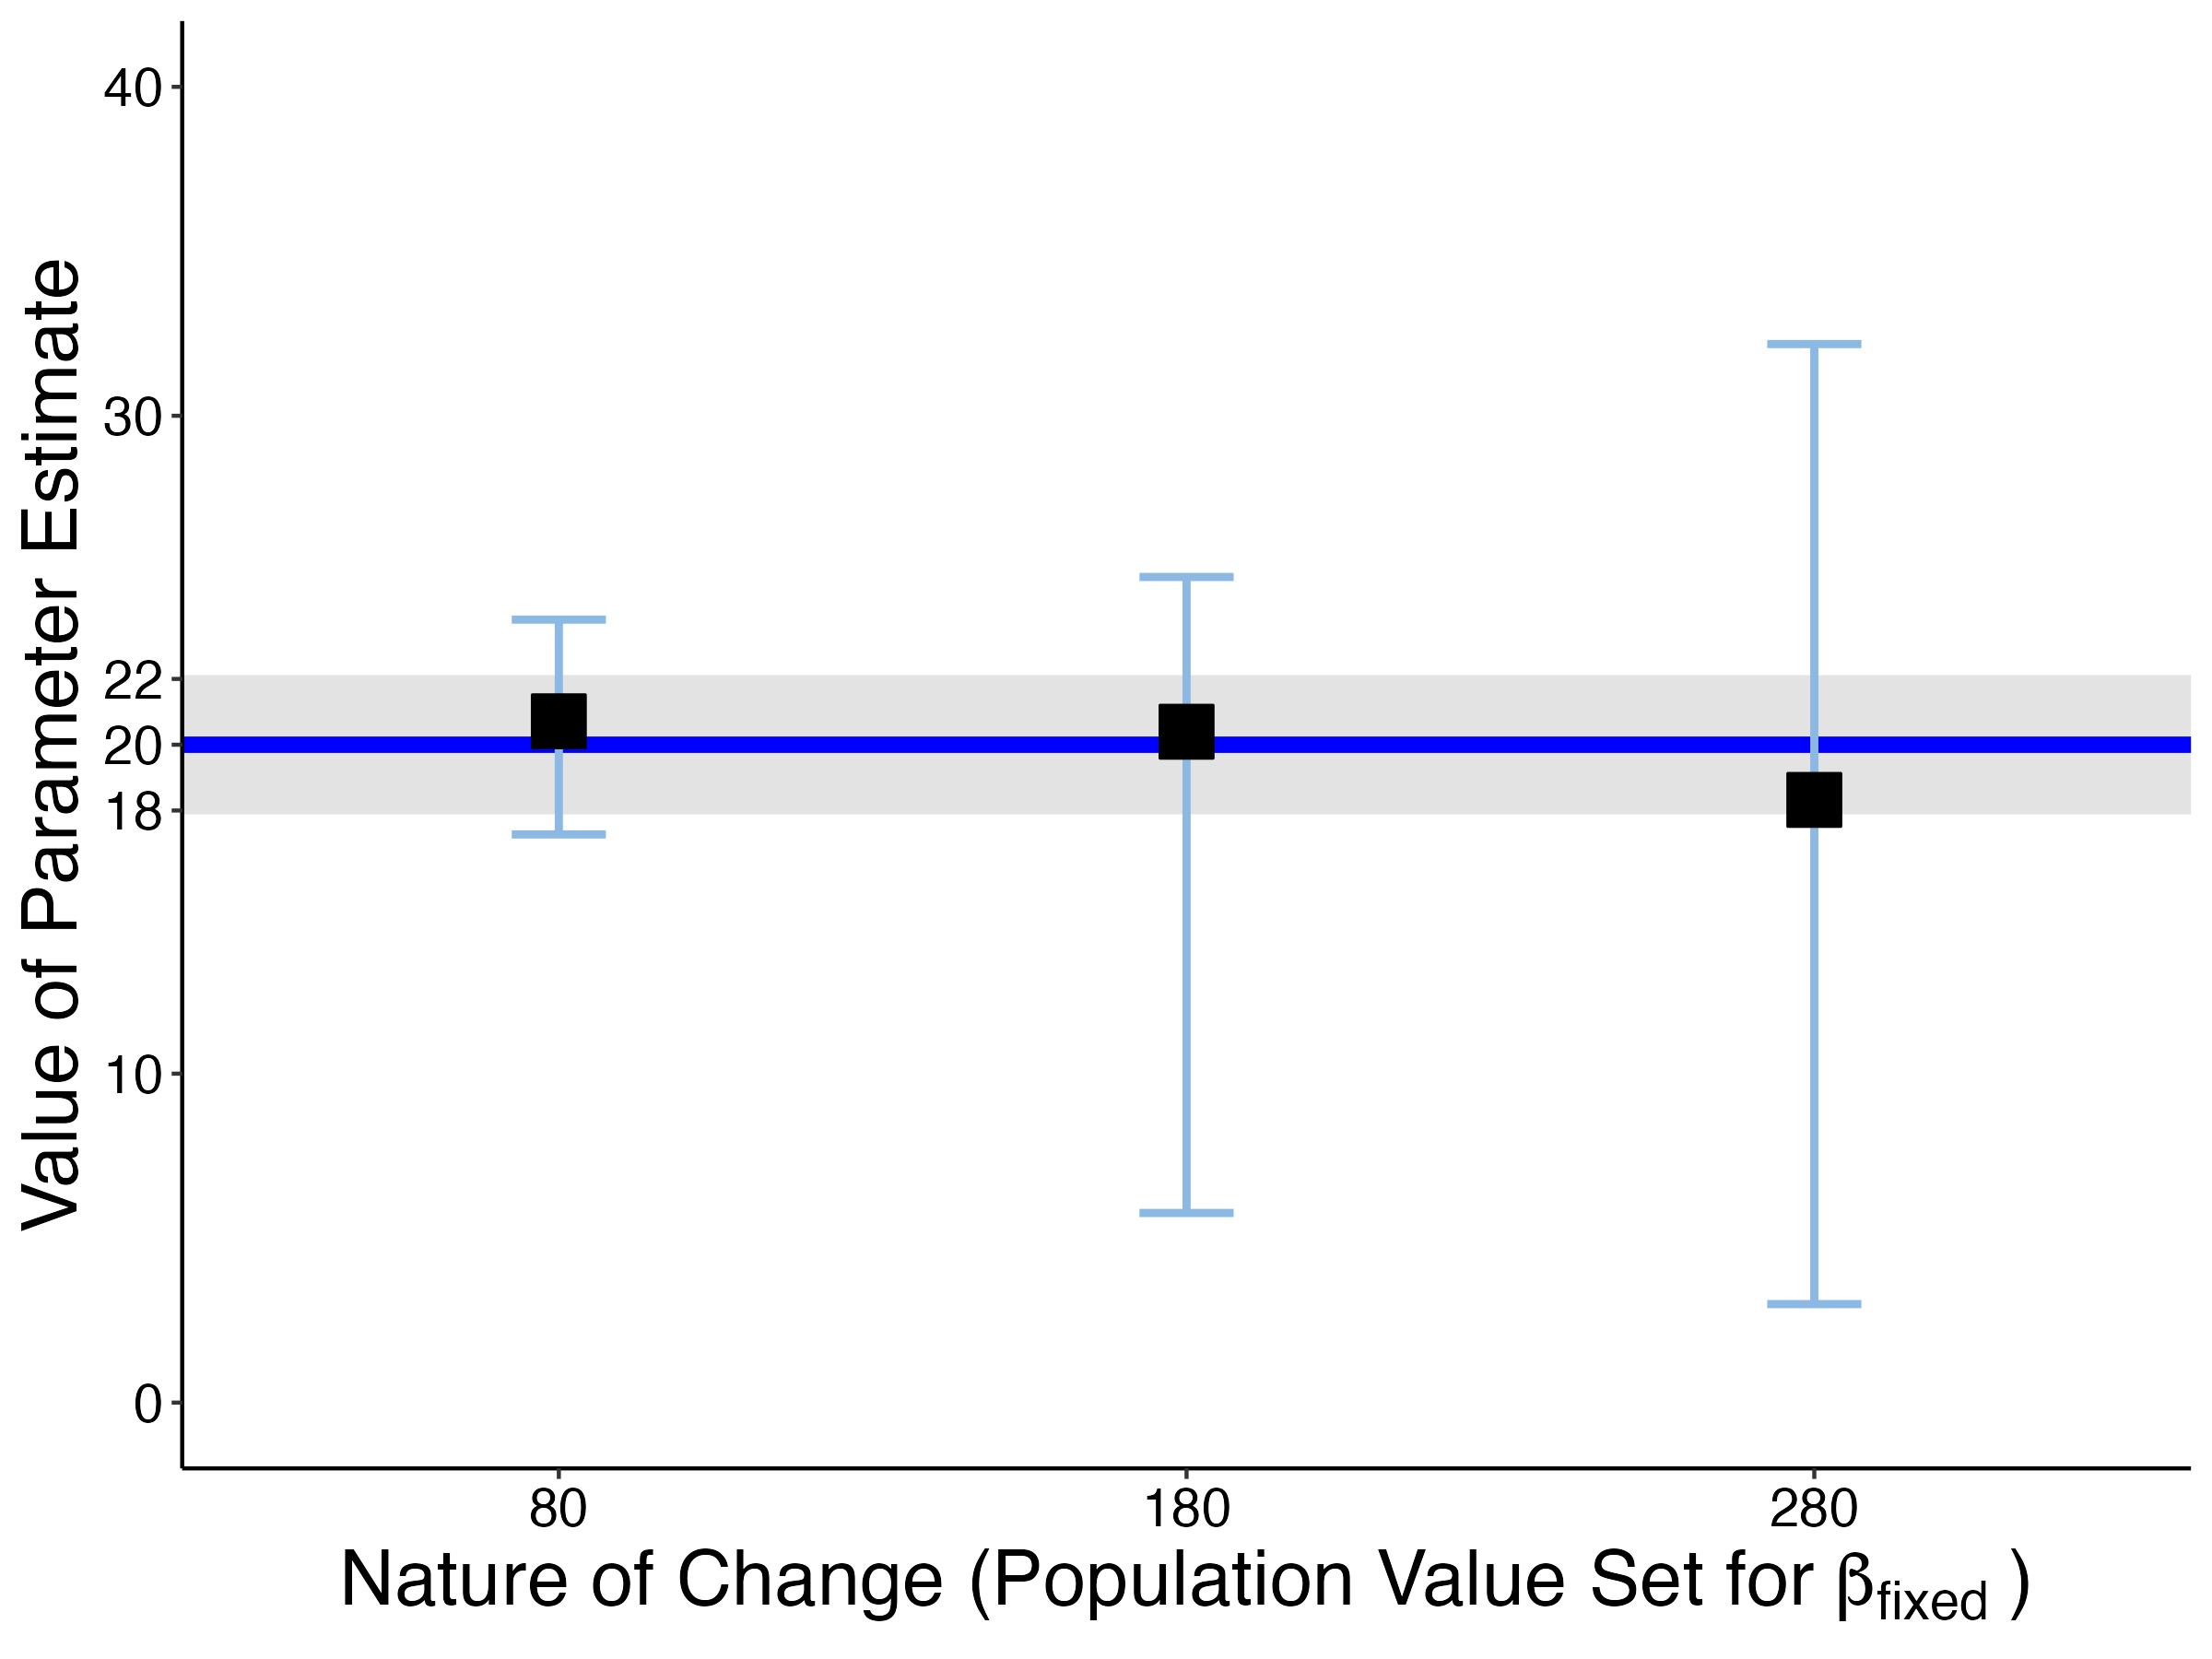 Value of Parameter Estimate
40
30
22
20
18
10
0
80 180 280
Nature of Change (Population Value Set for βfixed )